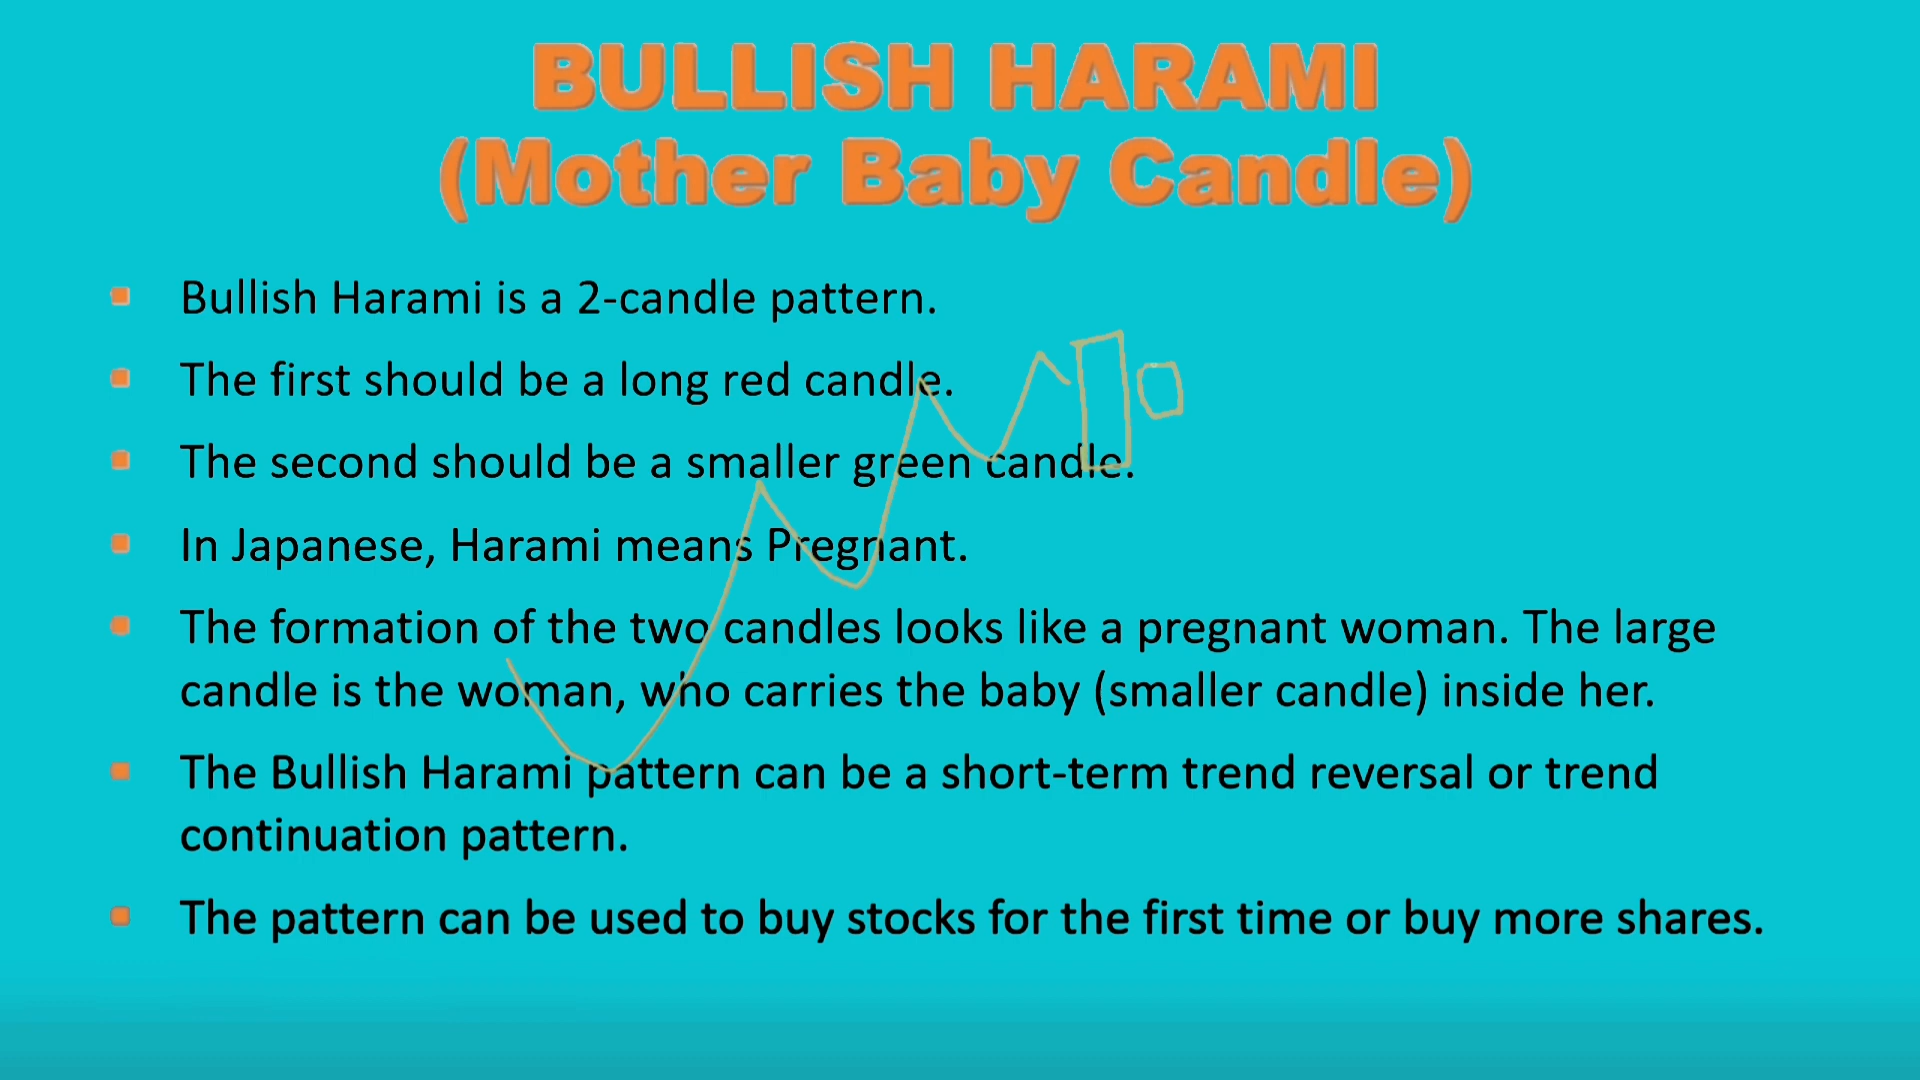 BULLISH HARAMI
(Mother Baby Candle)
Bullish Harami is a 2-candle pattern.
The first should be a long red candle.
The second should be a smaller green candle.
In Japanese, Harami means Pregnant.
The formation of the two candles looks like a pregnant woman. The large
candle is the woman, who carries the baby (smaller candle) inside her.
The Bullish Harami pattern can be a short-term trend reversal or trend
continuation pattern.
The pattern can be used to buy stocks for the first time or buy more shares.